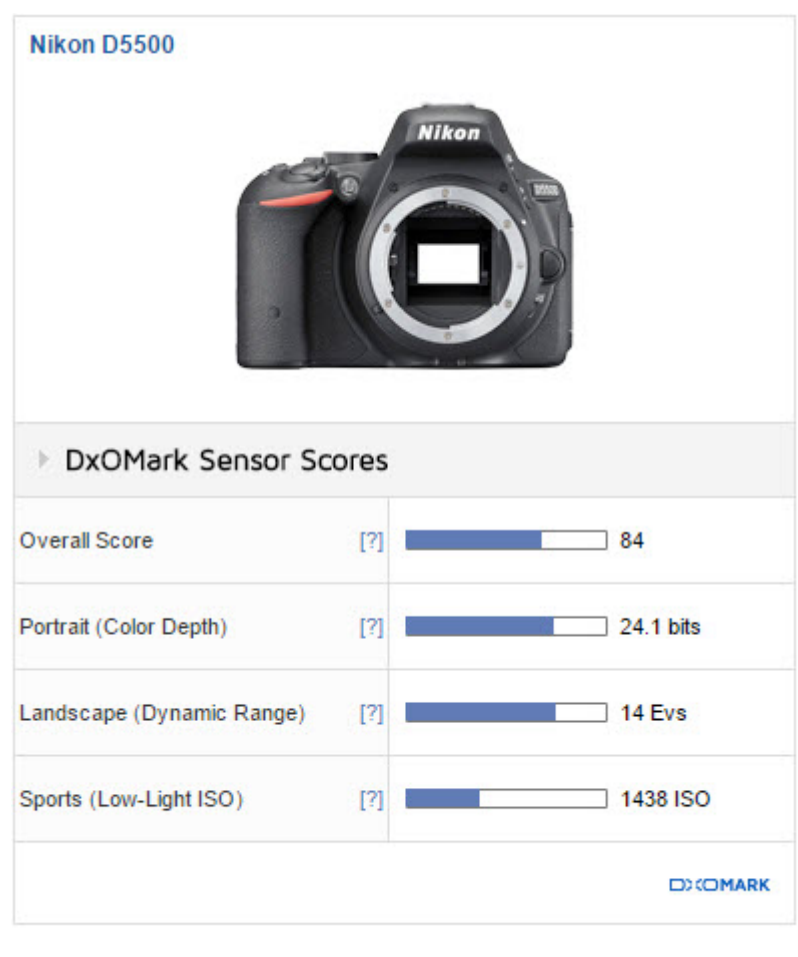 Nikon D5500
Nikon
D5500
DxOMark Sensor Scores
Overall Score [?] 84
Portrait (Color Depth) [?] 24.1 bits
Landscape (Dynamic Range) [?] 14 Evs
Sports (Low-Light ISO) [?] 1438 ISO
DXOMARK